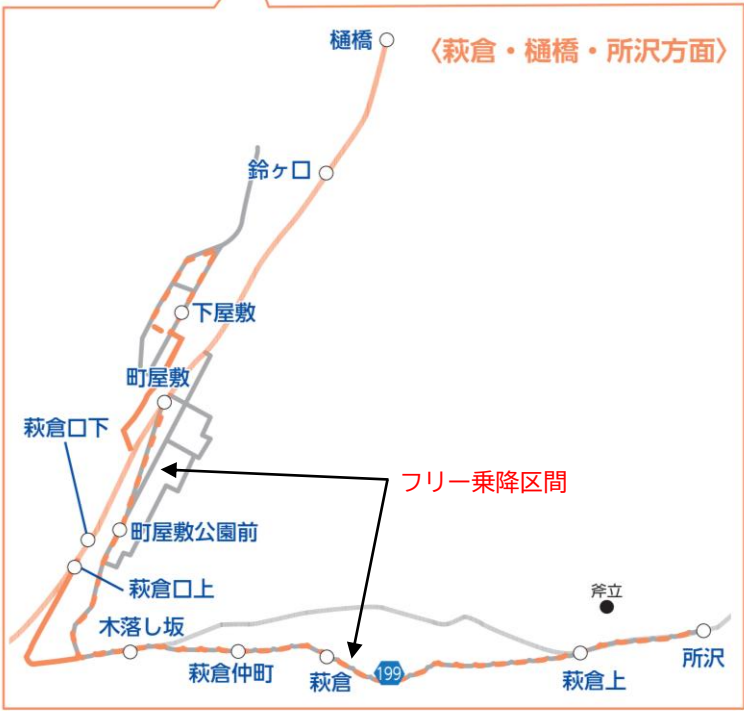 樋橋
〈萩倉・樋橋・所沢方面〉
鈴ヶ口
下屋敷
町屋敷
萩倉口下
フリー乗降区間
町屋敷公園前
萩倉口上
斧立
木落し坂
萩倉仲町
萩倉
199
萩倉上
所沢